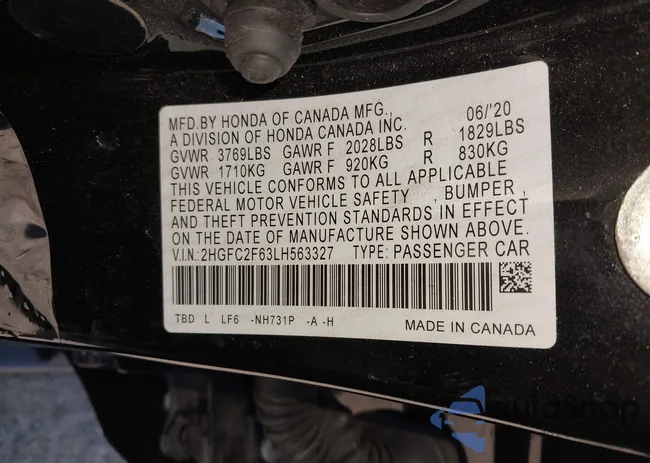 MFD.BY HONDA OF CANADA MFG., 06/'20
A DIVISION OF HONDA CANADA INC.
GVWR 3769LBS GAWR F 2028LBS R 1829LBS
GVWR 1710KG GAWR F 920KG R 830KG
THIS VEHICLE CONFORMS TO ALL APPLICABLE
FEDERAL MOTOR VEHICLE SAFETY , BUMPER ,
AND THEFT PREVENTION STANDARDS IN EFFECT
ON THE DATE OF MANUFACTURE SHOWN ABOVE.
V.I.N.:2HGFC2F63LH563327 TYPE: PASSENGER CAR
TBD L LF6 -NH731P -A -H MADE IN CANADA
AutoSnap